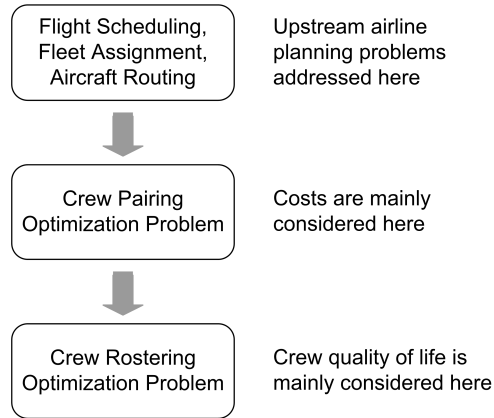 Flight Scheduling,
Fleet Assignment,
Aircraft Routing
Upstream airline
planning problems
addressed here
Crew Pairing
Optimization Problem
Costs are mainly
considered here
Crew Rostering
Optimization Problem
Crew quality of life is
mainly considered here